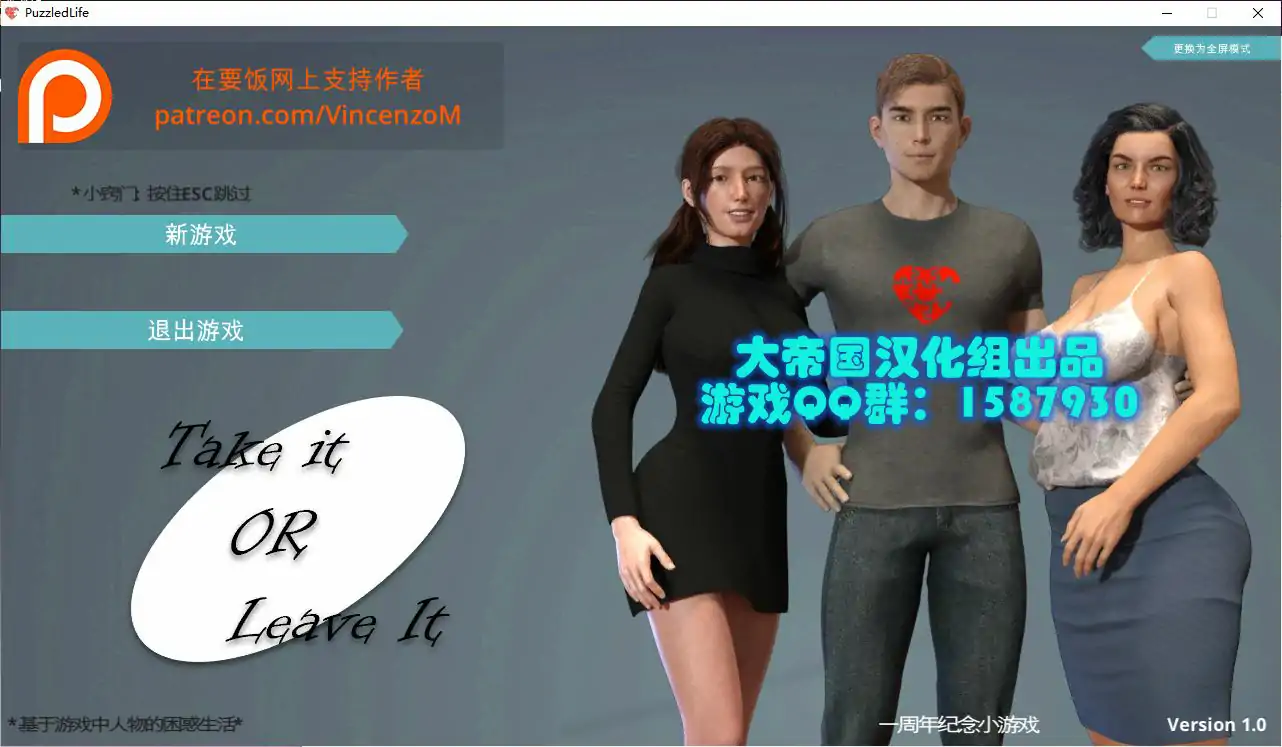 PuzzledLife
更换为全屏模式
在要饭网上支持作者
patreon.com/VincenzoM
*小窍门: 按住ESC跳过
新游戏
退出游戏
大帝国汉化组出品
游戏QQ群：1587930
Take it
OR
Leave It
*基于游戏中人物的困惑生活*
一周年纪念小游戏
Version 1.0